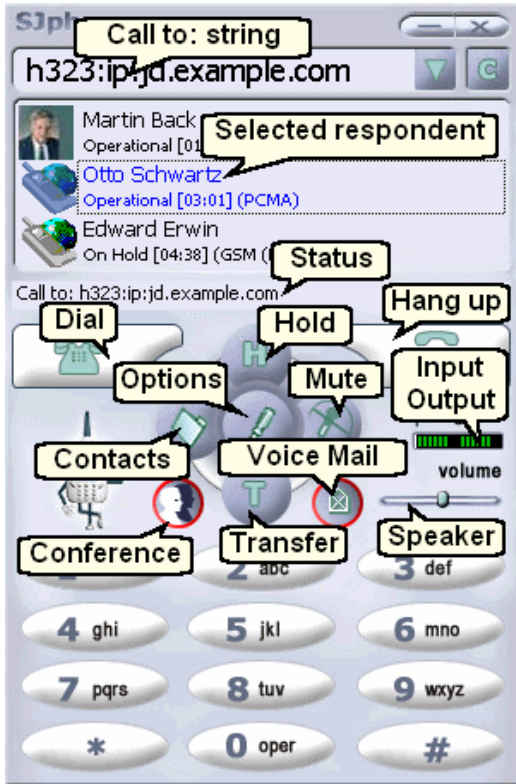 SJph
Call to: string
h323:ip:jd.example.com
C
Martin Back
Operational [01
Selected respondent
Otto Schwartz
Operational [03:01] (PCMA)
Edward Erwin
On Hold [04:38] (GSM (
Status
Call to: h323:ip:jd.example.com
Hang up
Dial
Hold
H
Options
Mute
Input
Output
Contacts
Voice Mail
volume
T
Conference
Transfer
Speaker
2 abc
3 def
4 ghi
5 jkl
6 mno
7 pqrs
8 tuv
9 wxyz
*
0 oper
#